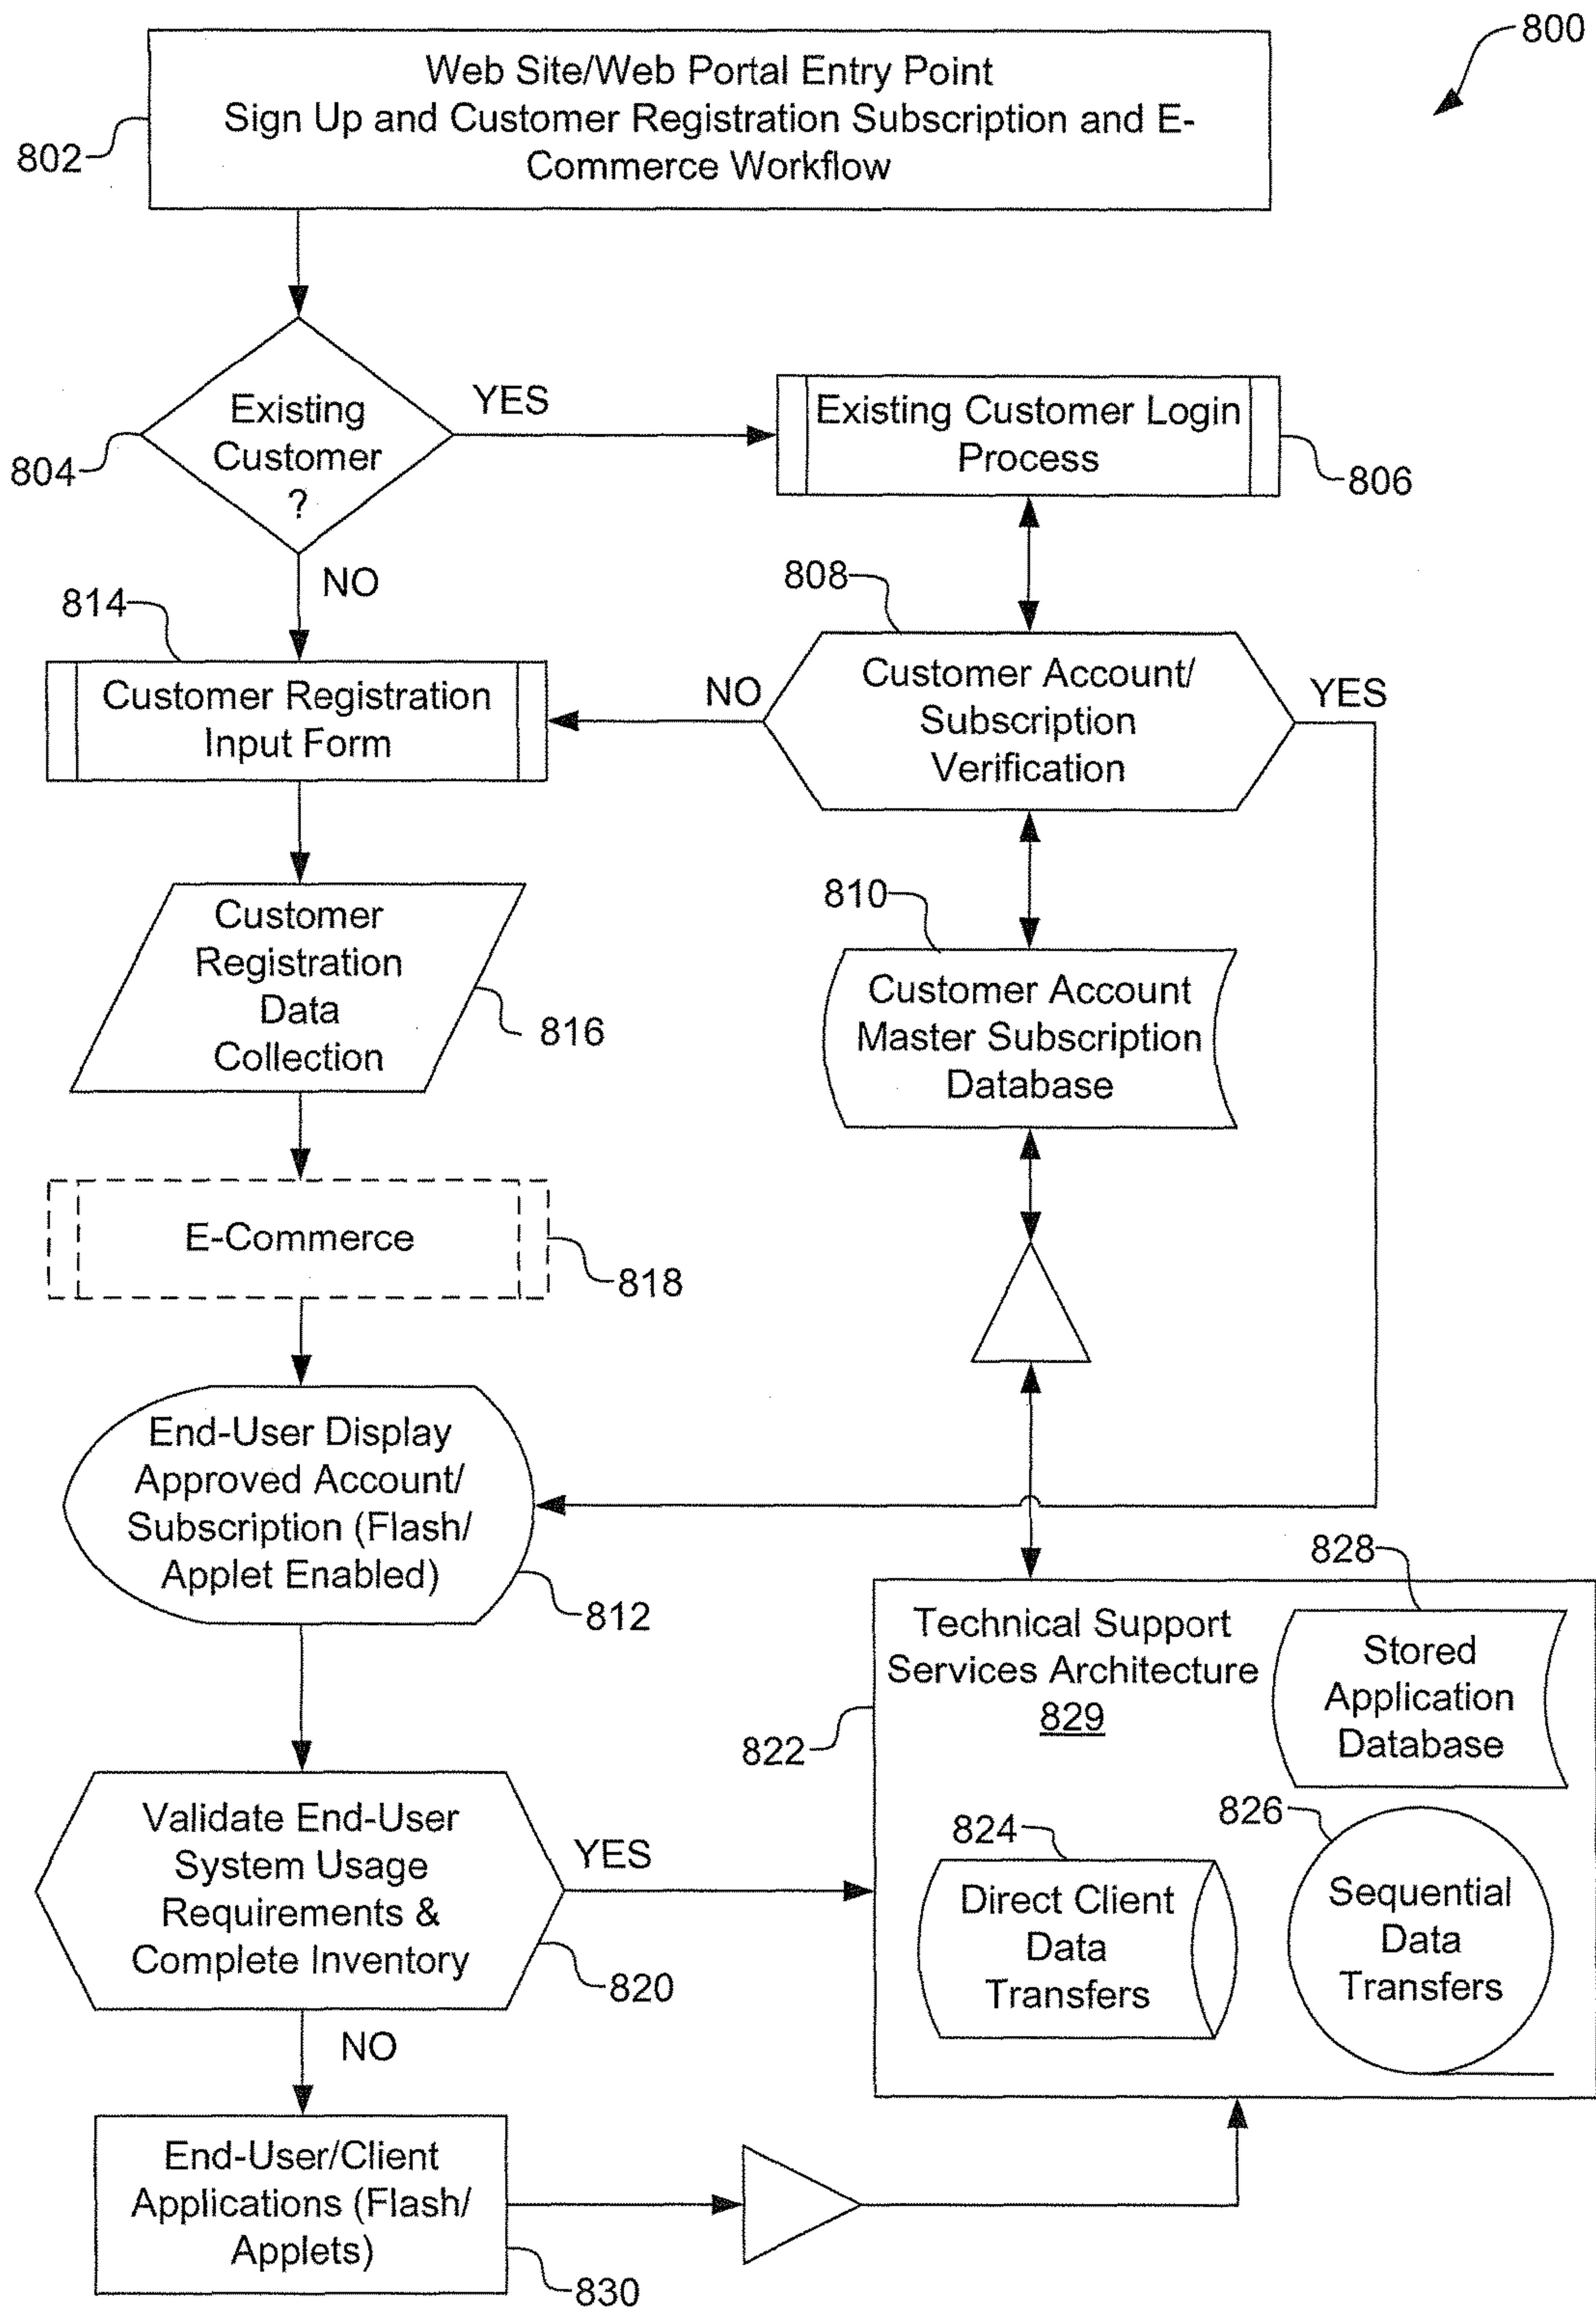 800
Web Site/Web Portal Entry Point
Sign Up and Customer Registration Subscription and E-
Commerce Workflow
802
Existing
Customer
?
804
YES
Existing Customer Login
Process
806
NO
808
814
Customer Registration
Input Form
NO
Customer Account/
Subscription
Verification
YES
810
Customer
Registration
Data
Collection
816
Customer Account
Master Subscription
Database
E-Commerce
818
End-User Display
Approved Account/
Subscription (Flash/
Applet Enabled)
812
828
Technical Support
Services Architecture
829
822
Stored
Application
Database
Validate End-User
System Usage
Requirements &
Complete Inventory
820
YES
824
Direct Client
Data
Transfers
826
Sequential
Data
Transfers
NO
End-User/Client
Applications (Flash/
Applets)
830